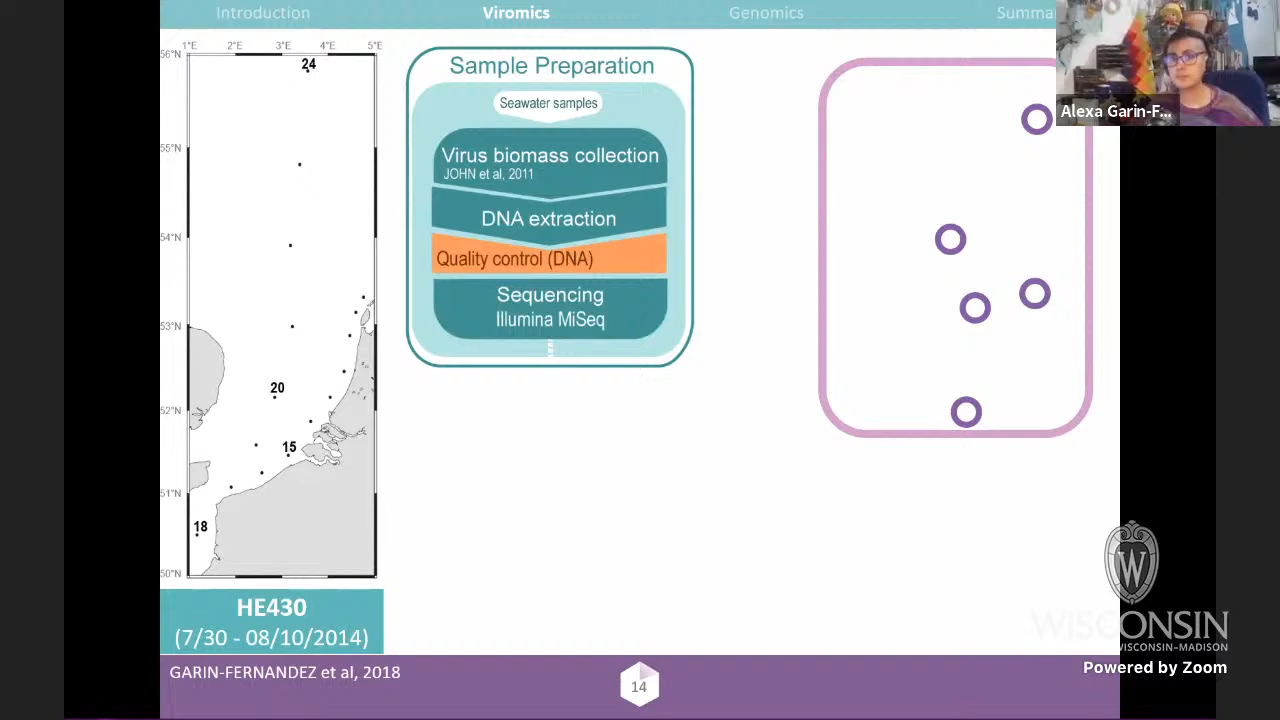 Introduction
Viromics
Genomics
Summa
Alexa Garin-F...
1°E 2°E 3°E 4°E 5°E
56°N
55°N
54°N
53°N
52°N
51°N
50°N
24
20
15
18
Sample Preparation
Seawater samples
Virus biomass collection
JOHN et al, 2011
DNA extraction
Quality control (DNA)
Sequencing
Illumina MiSeq
HE430
(7/30 - 08/10/2014)
GARIN-FERNANDEZ et al, 2018
14
W
WISCONSIN
WISCONSIN–MADISON
Powered by Zoom